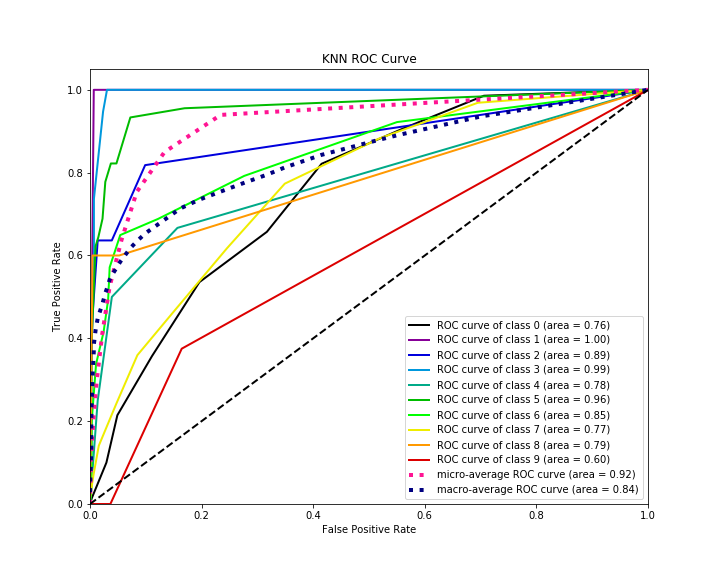 KNN ROC Curve
1.0
0.8
0.6
0.4
0.2
0.0
True Positive Rate
ROC curve of class 0 (area = 0.76)
ROC curve of class 1 (area = 1.00)
ROC curve of class 2 (area = 0.89)
ROC curve of class 3 (area = 0.99)
ROC curve of class 4 (area = 0.78)
ROC curve of class 5 (area = 0.96)
ROC curve of class 6 (area = 0.85)
ROC curve of class 7 (area = 0.77)
ROC curve of class 8 (area = 0.79)
ROC curve of class 9 (area = 0.60)
micro-average ROC curve (area = 0.92)
macro-average ROC curve (area = 0.84)
0.0 0.2 0.4 0.6 0.8 1.0
False Positive Rate